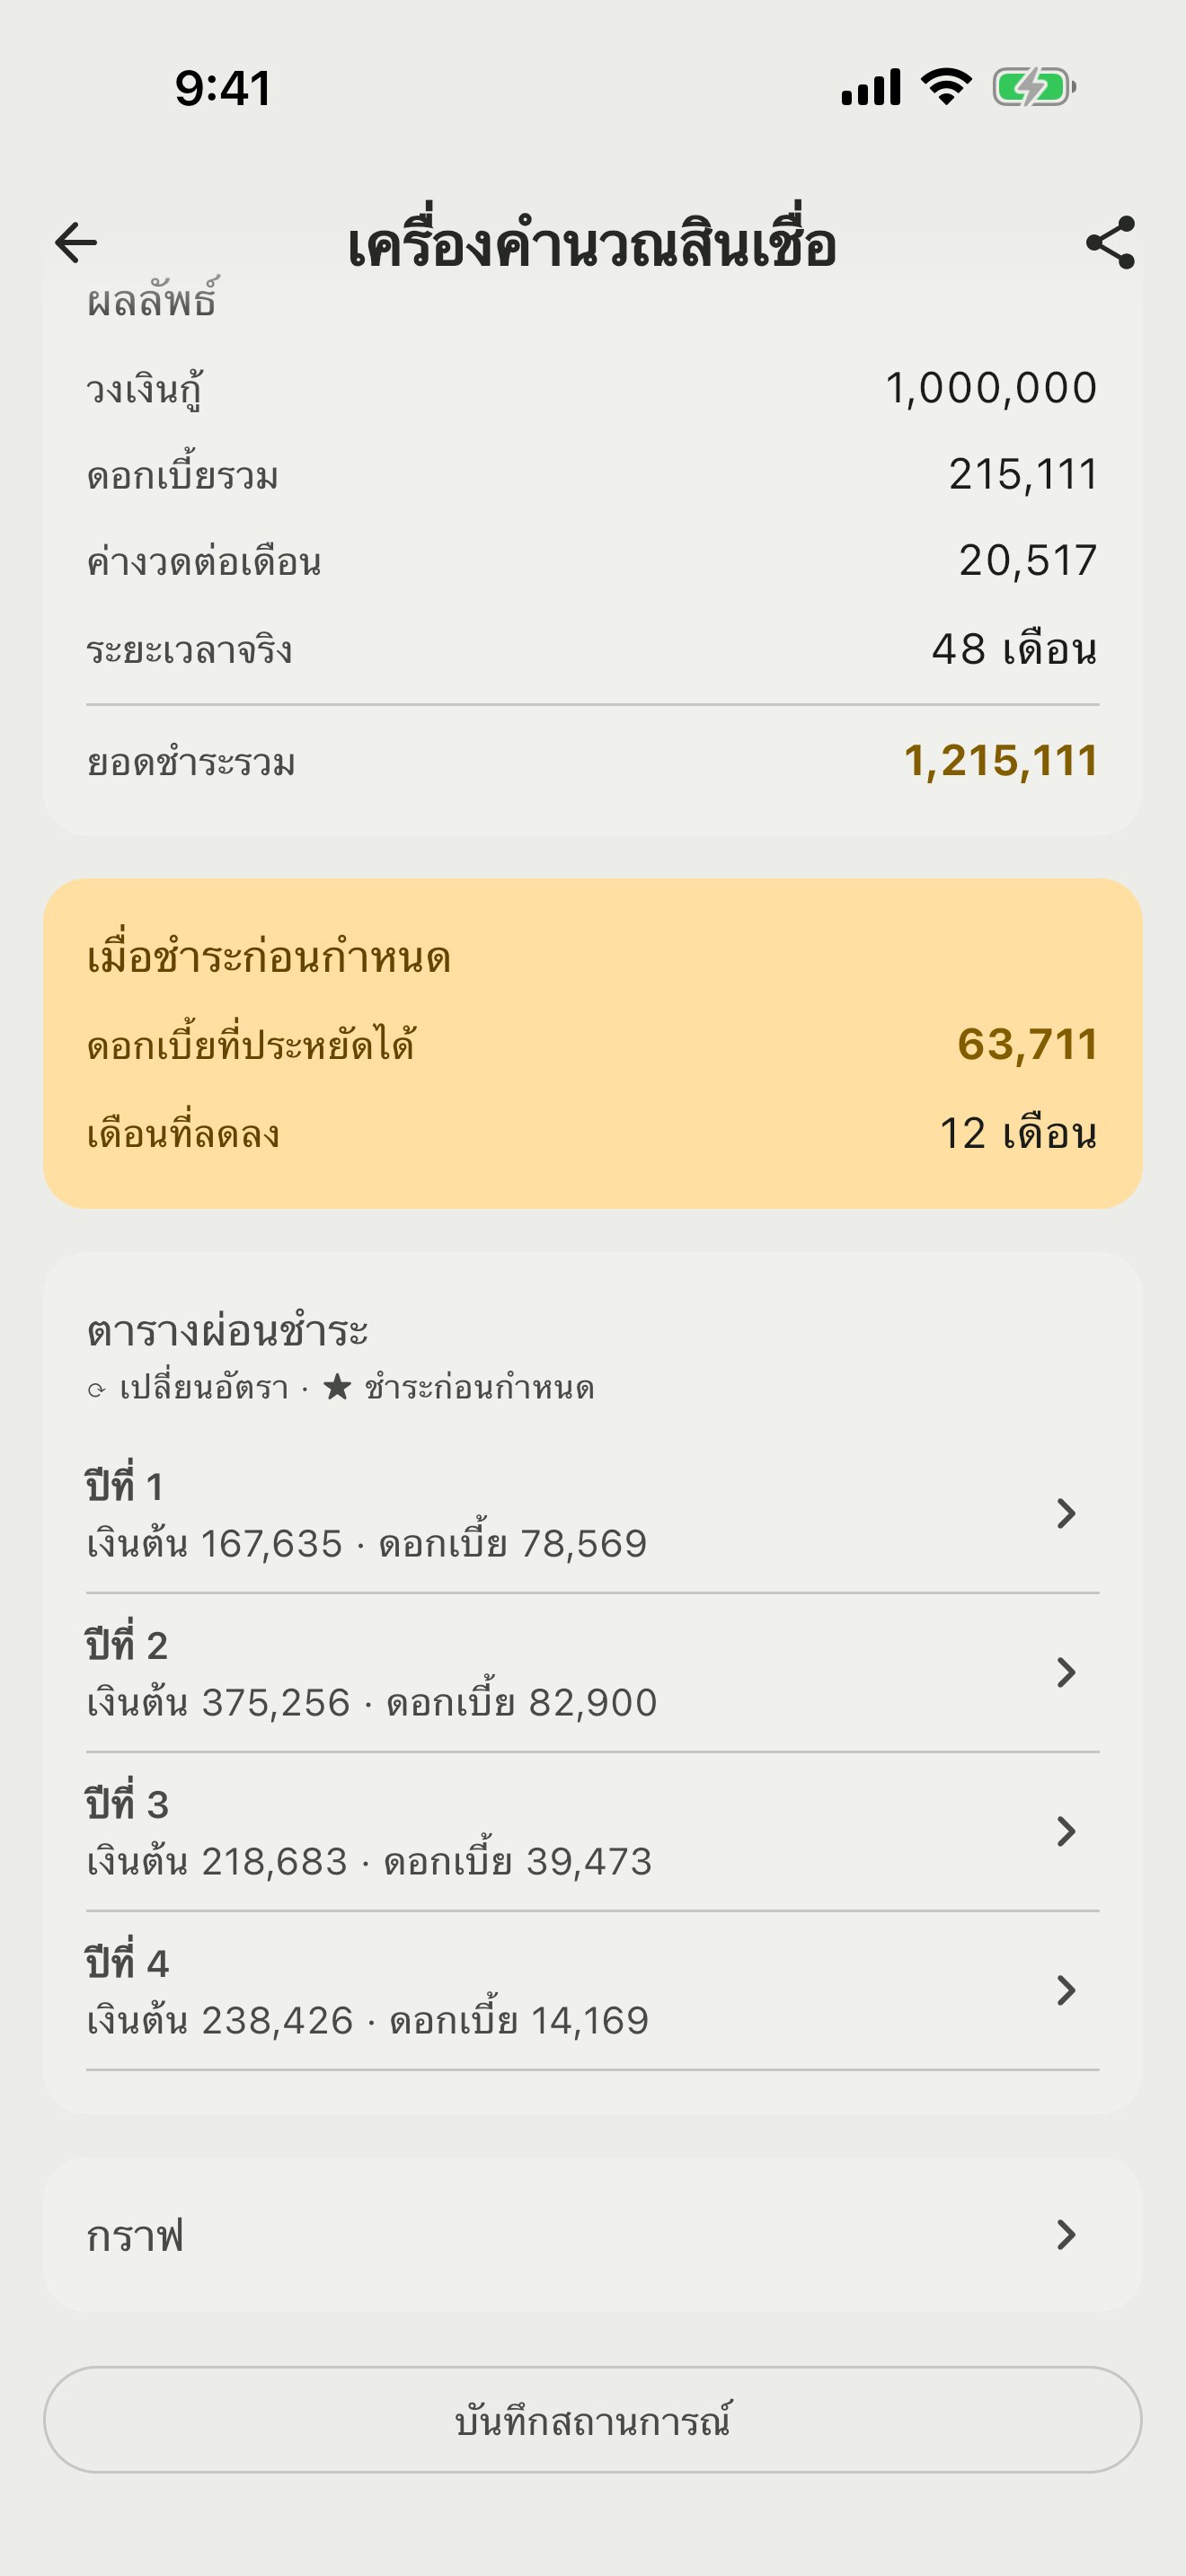 9:41
เครื่องคำนวณสินเชื่อ
ผลลัพธ์
วงเงินกู้ 1,000,000
ดอกเบี้ยรวม 215,111
ค่างวดต่อเดือน 20,517
ระยะเวลาจริง 48 เดือน
ยอดชำระรวม 1,215,111
เมื่อชำระก่อนกำหนด
ดอกเบี้ยที่ประหยัดได้ 63,711
เดือนที่ลดลง 12 เดือน
ตารางผ่อนชำระ
⟳ เปลี่ยนอัตรา · ★ ชำระก่อนกำหนด
ปีที่ 1
เงินต้น 167,635 · ดอกเบี้ย 78,569
ปีที่ 2
เงินต้น 375,256 · ดอกเบี้ย 82,900
ปีที่ 3
เงินต้น 218,683 · ดอกเบี้ย 39,473
ปีที่ 4
เงินต้น 238,426 · ดอกเบี้ย 14,169
กราฟ
บันทึกสถานการณ์